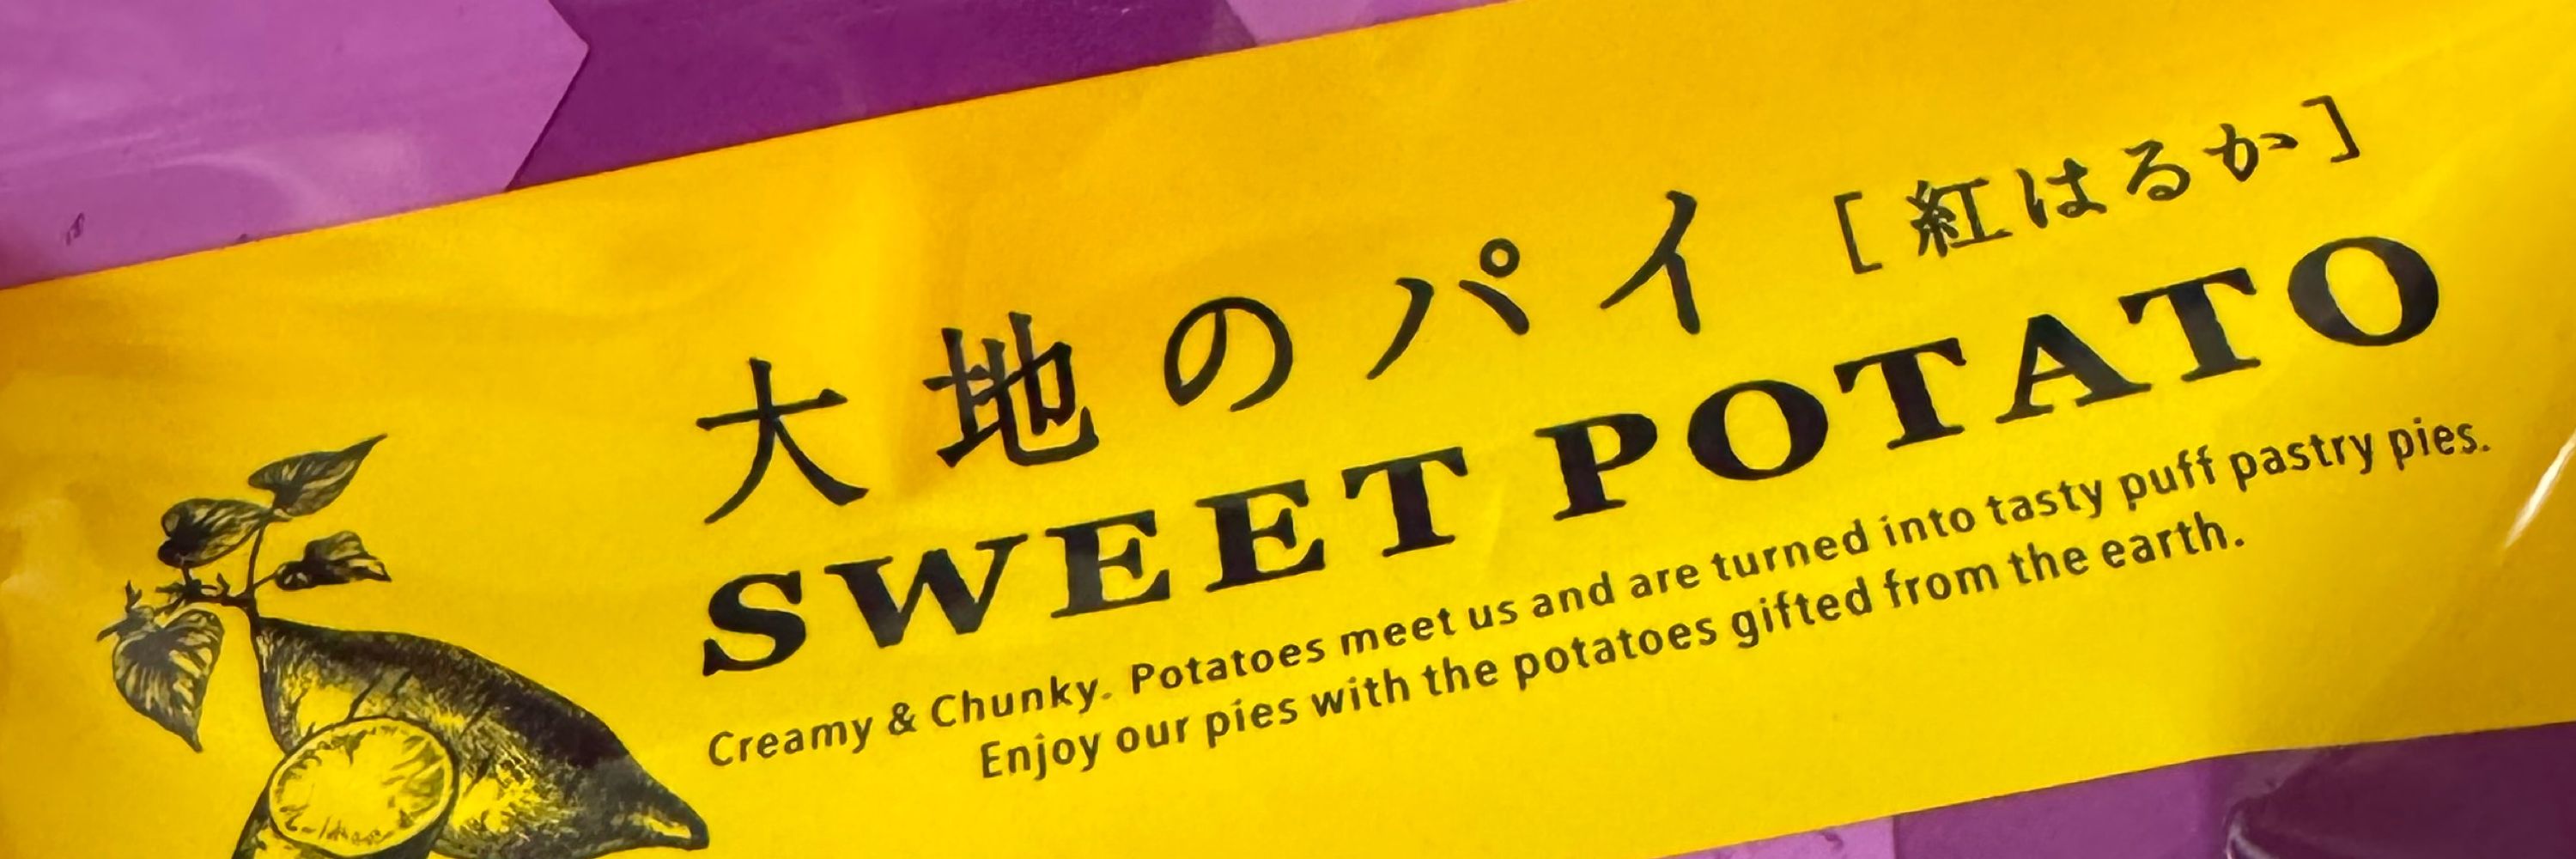 大地のパイ [紅はるか]
SWEET POTATO
Creamy & Chunky. Potatoes meet us and are turned into tasty puff pastry pies.
Enjoy our pies with the potatoes gifted from the earth.